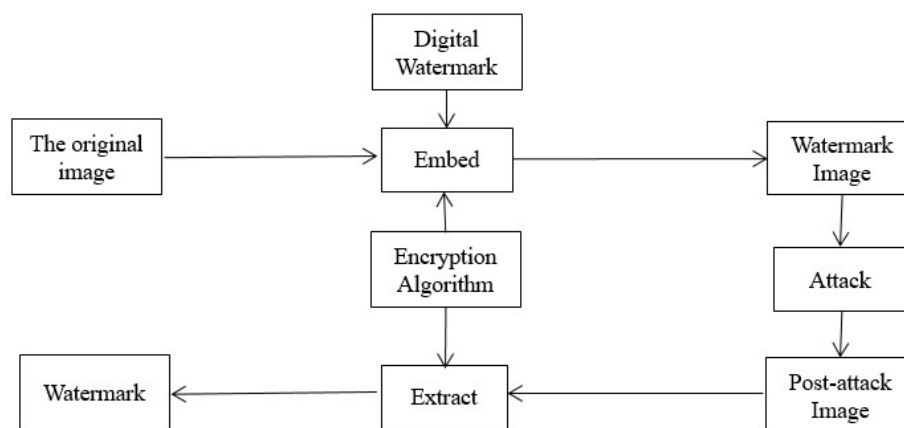 Digital
Watermark
The original
image
Embed
Watermark
Image
Encryption
Algorithm
Attack
Watermark
Extract
Post-attack
Image